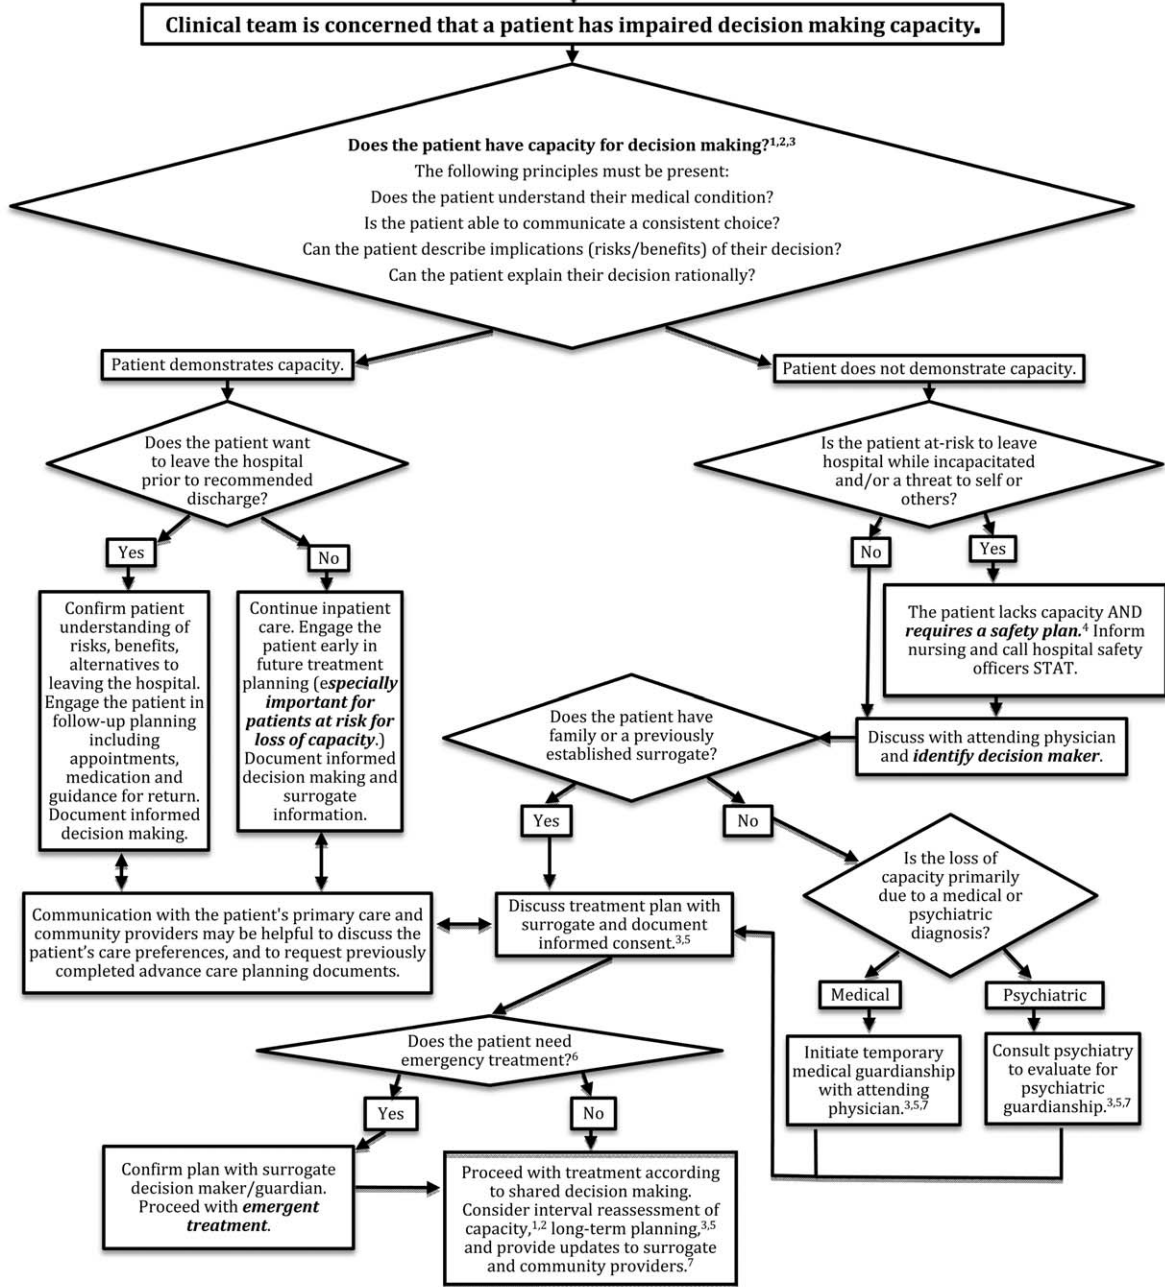 Clinical team is concerned that a patient has impaired decision making capacity.
Does the patient have capacity for decision making?1,2,3
The following principles must be present:
Does the patient understand their medical condition?
Is the patient able to communicate a consistent choice?
Can the patient describe implications (risks/benefits) of their decision?
Can the patient explain their decision rationally?
Patient demonstrates capacity.
Patient does not demonstrate capacity.
Does the patient want
to leave the hospital
prior to recommended
discharge?
Is the patient at-risk to leave
hospital while incapacitated
and/or a threat to self or
others?
Yes
No
No
Yes
Confirm patient
understanding of
risks, benefits,
alternatives to
leaving the hospital.
Engage the patient in
follow-up planning
including
appointments,
medication and
guidance for return.
Document informed
decision making.
Continue inpatient
care. Engage the
patient early in
future treatment
planning (especially
important for
patients at risk for
loss of capacity.)
Document informed
decision making and
surrogate
information.
The patient lacks capacity AND
requires a safety plan.4 Inform
nursing and call hospital safety
officers STAT.
Does the patient have
family or a previously
established surrogate?
Discuss with attending physician
and identify decision maker.
Yes
No
Is the loss of
capacity primarily
due to a medical or
psychiatric
diagnosis?
Communication with the patient's primary care and
community providers may be helpful to discuss the
patient's care preferences, and to request previously
completed advance care planning documents.
Discuss treatment plan with
surrogate and document
informed consent.3,5
Medical
Psychiatric
Does the patient need
emergency treatment?6
Initiate temporary
medical guardianship
with attending
physician.3,5,7
Consult psychiatry
to evaluate for
psychiatric
guardianship.3,5,7
Yes
No
Confirm plan with surrogate
decision maker/guardian.
Proceed with emergent
treatment.
Proceed with treatment according
to shared decision making.
Consider interval reassessment of
capacity,1,2 long-term planning,3,5
and provide updates to surrogate
and community providers.7